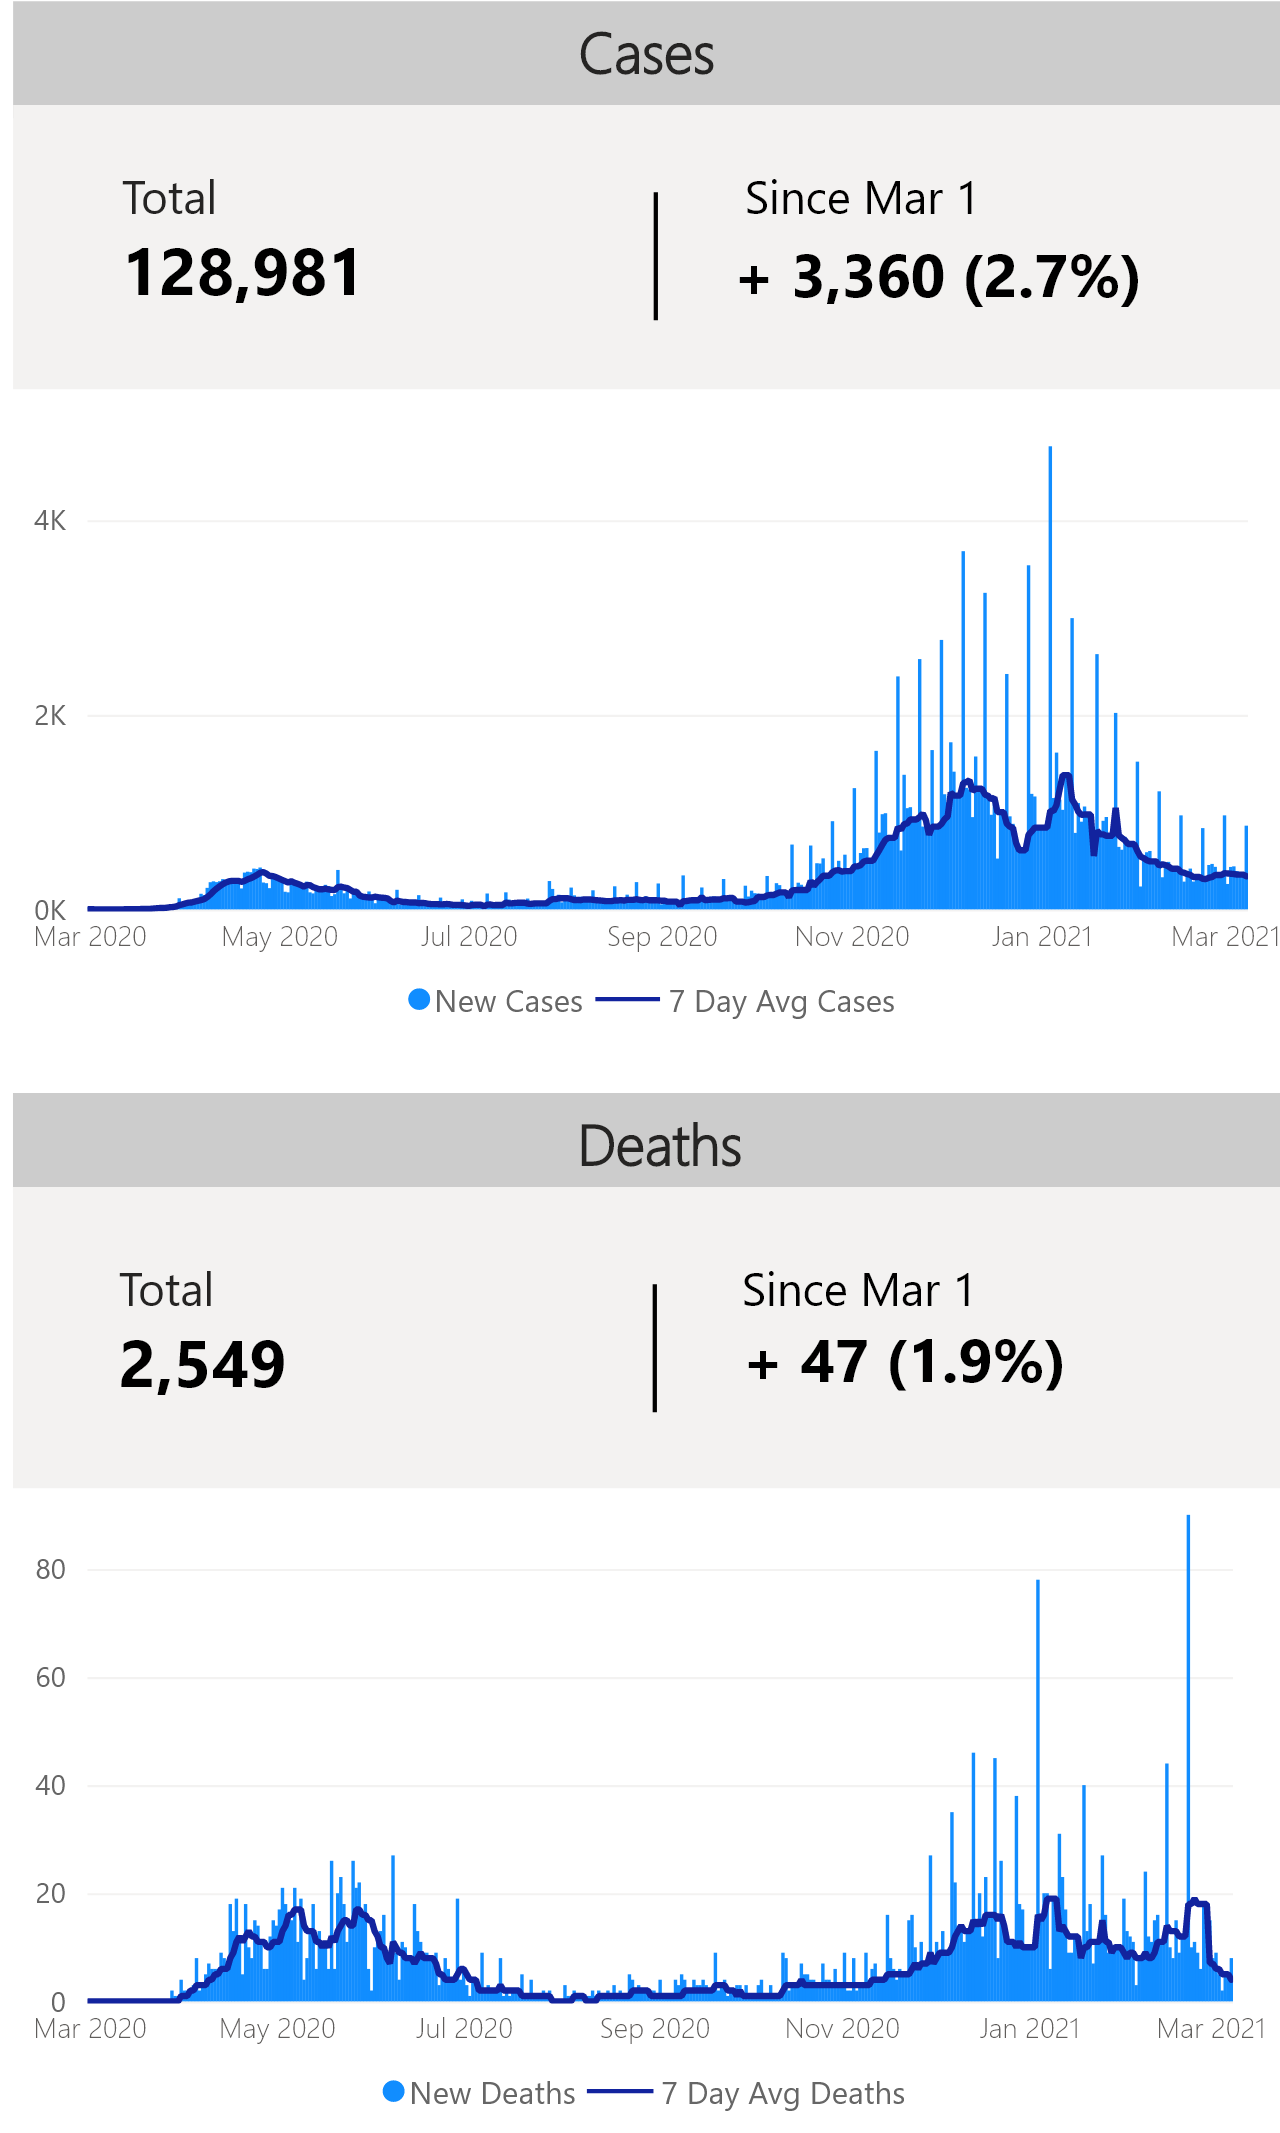 Cases
Total
Since Mar 1
128,981
+ 3,360 (2.7%)
4K
2K
0K
Mar 2020 May 2020 Jul 2020 Sep 2020 Nov 2020 Jan 2021 Mar 2021
New Cases 7 Day Avg Cases
Deaths
Total
Since Mar 1
2,549
+ 47 (1.9%)
80
60
40
20
0
Mar 2020 May 2020 Jul 2020 Sep 2020 Nov 2020 Jan 2021 Mar 2021
New Deaths 7 Day Avg Deaths